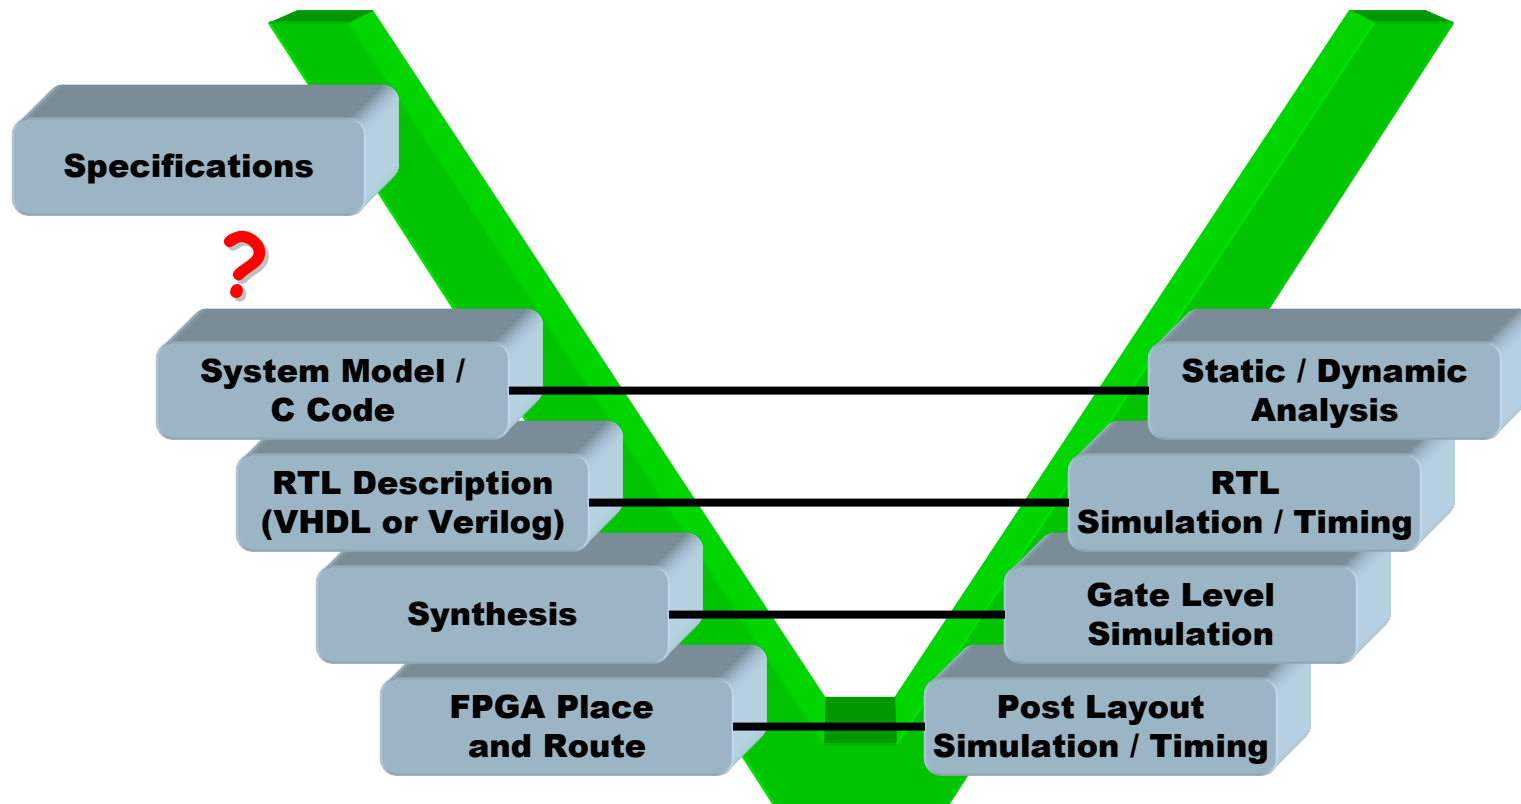 Specifications
?
System Model /
C Code
Static / Dynamic
Analysis
RTL Description
(VHDL or Verilog)
RTL
Simulation / Timing
Synthesis
Gate Level
Simulation
FPGA Place
and Route
Post Layout
Simulation / Timing